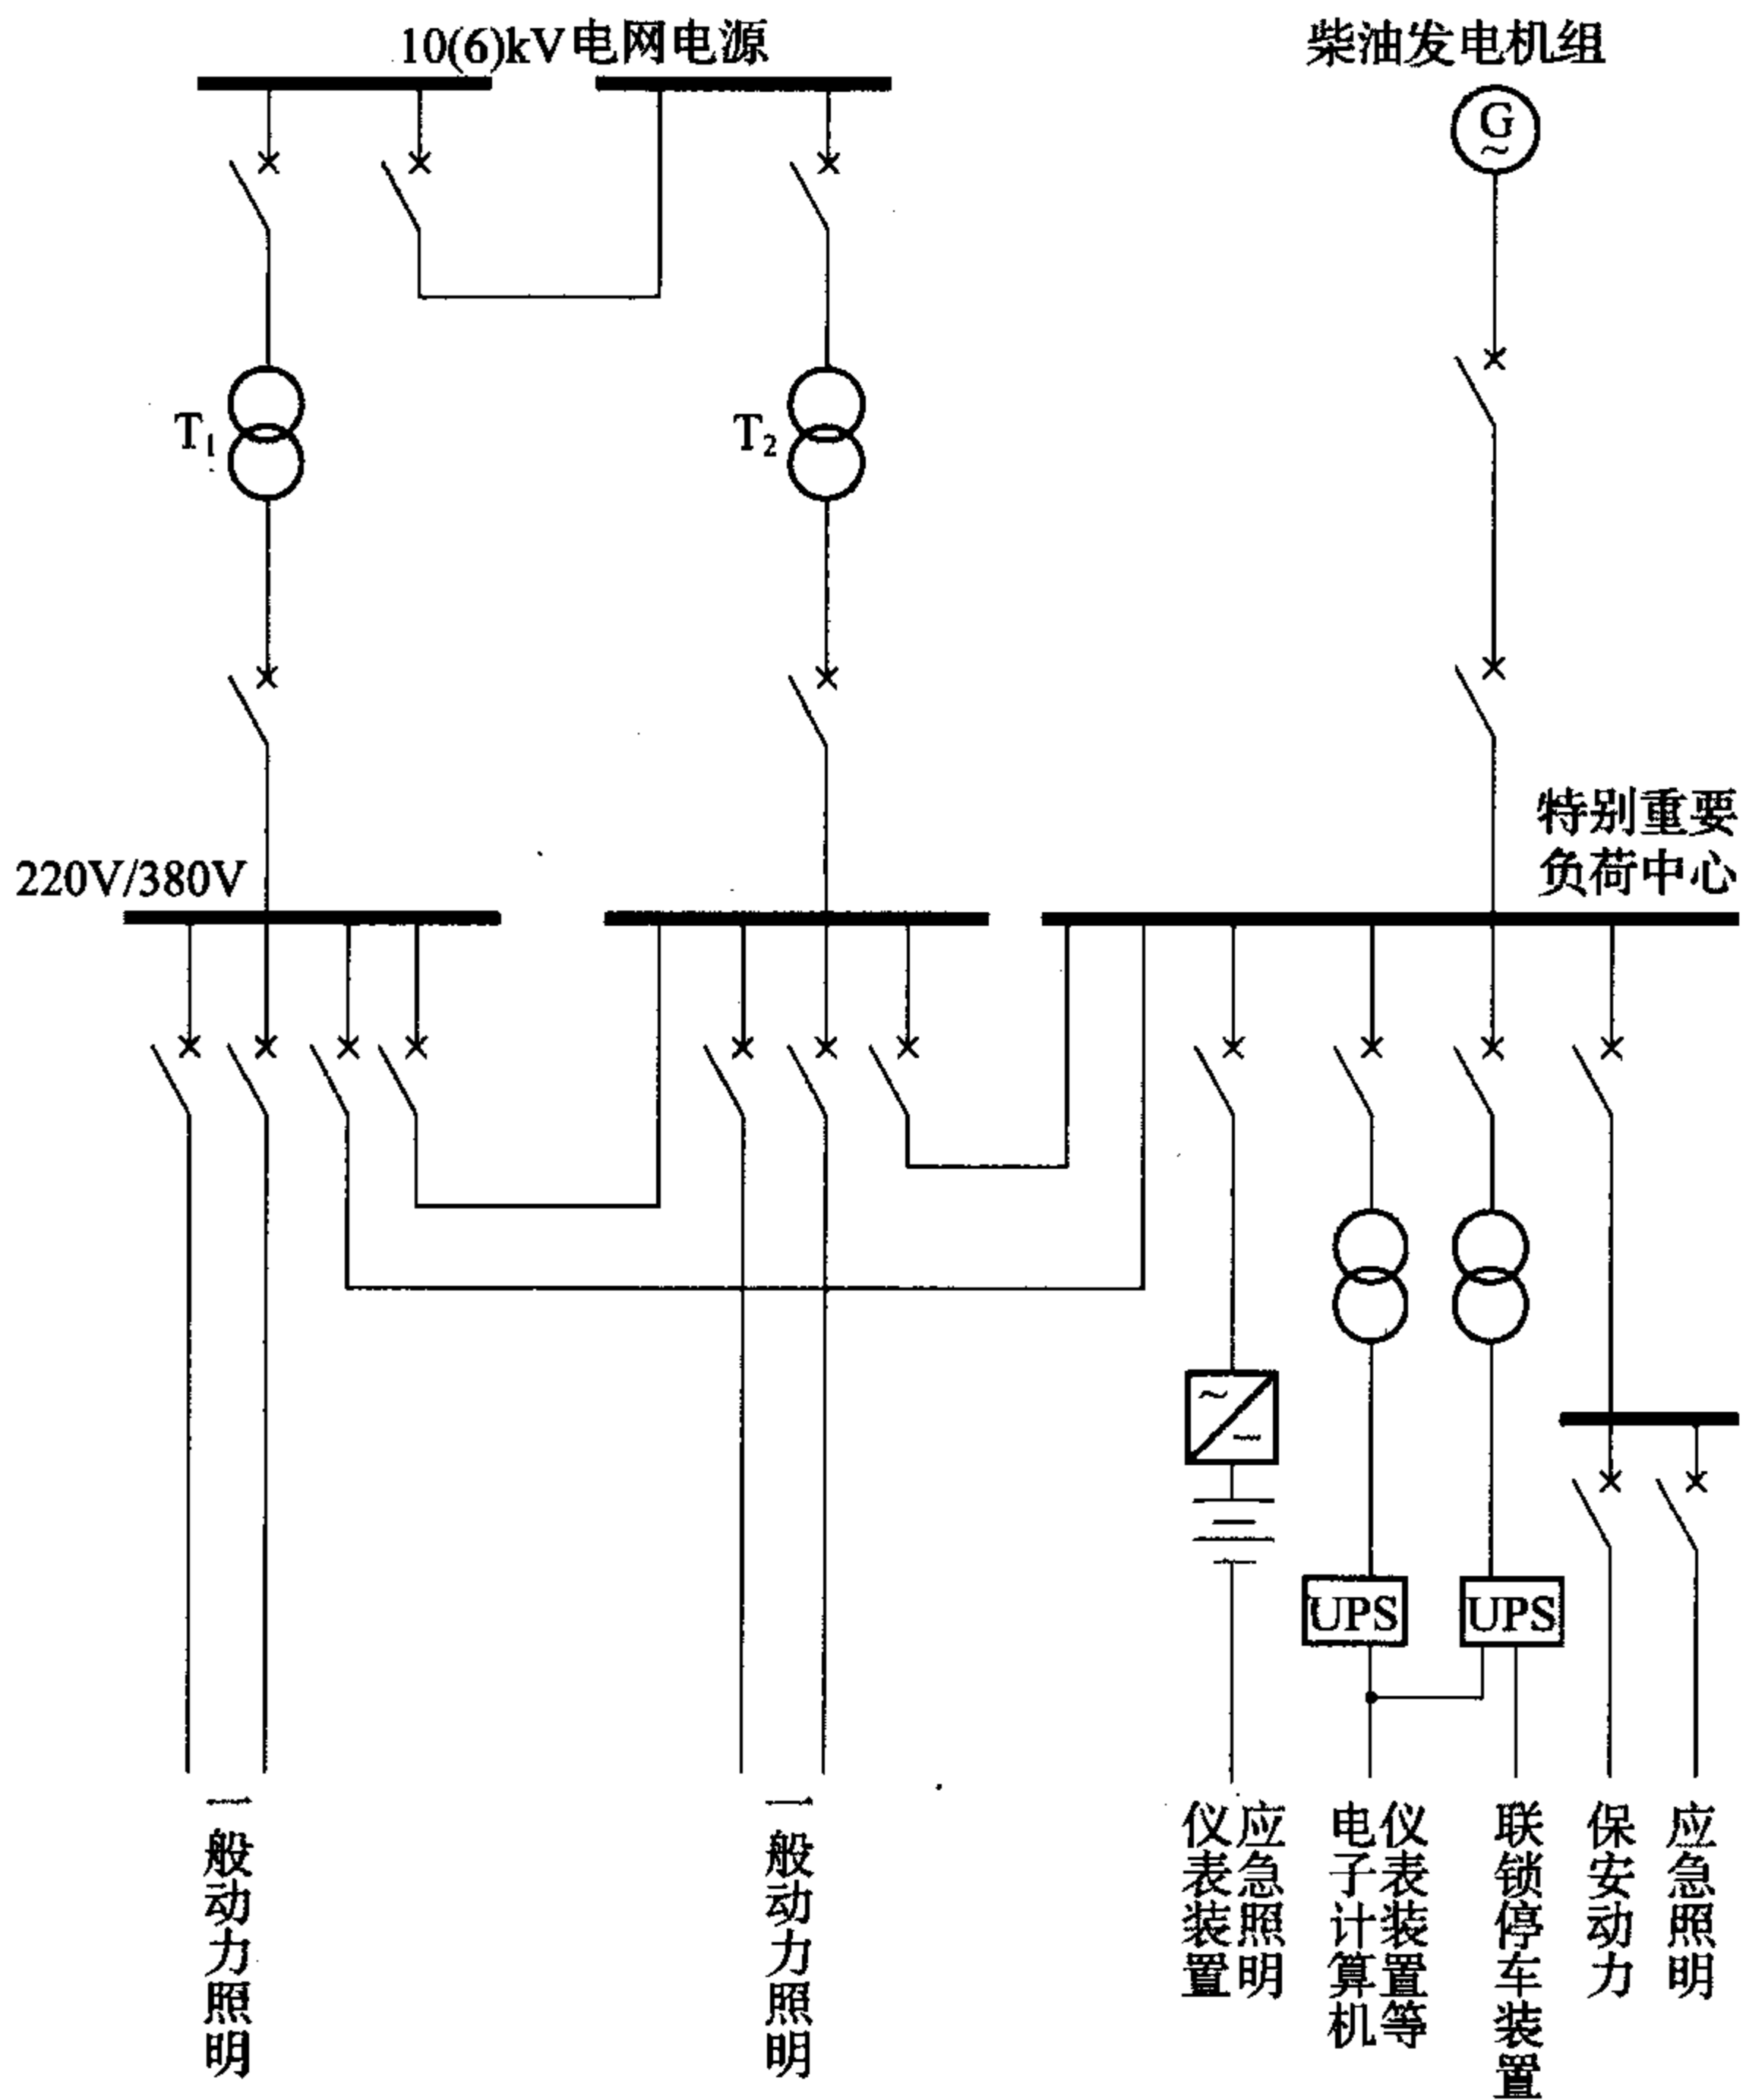 10(6)kV电网电源
柴油发电机组
G
~
T1
T2
特别重要
负荷中心
220V/380V
~
UPS
UPS
一般动力照明
一般动力照明
应急照明
仪表装置
仪表装置等
电子计算机
联锁停车装置
保安动力
应急照明